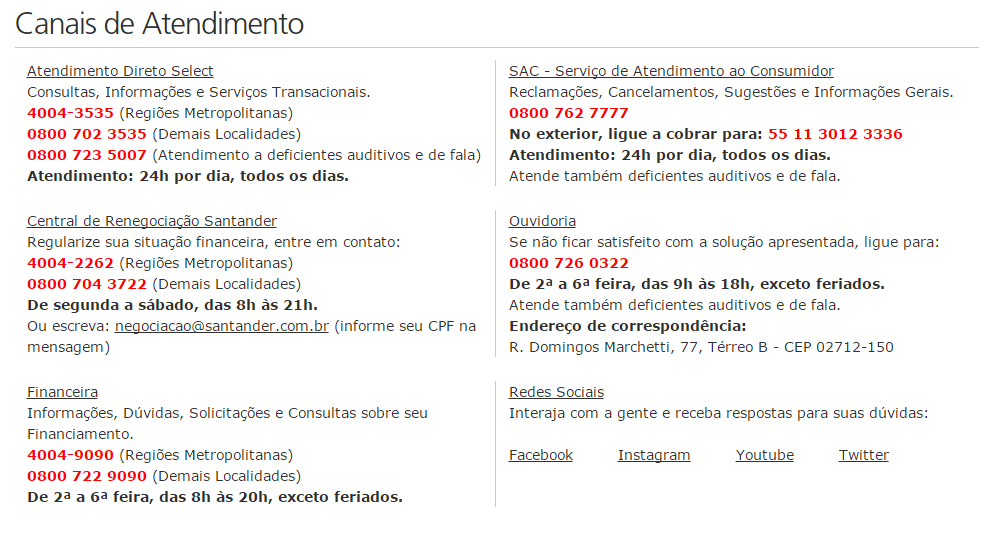 Canais de Atendimento
Atendimento Direto Select
Consultas, Informações e Serviços Transacionais.
4004-3535 (Regiões Metropolitanas)
0800 702 3535 (Demais Localidades)
0800 723 5007 (Atendimento a deficientes auditivos e de fala)
Atendimento: 24h por dia, todos os dias.
SAC - Serviço de Atendimento ao Consumidor
Reclamações, Cancelamentos, Sugestões e Informações Gerais.
0800 762 7777
No exterior, ligue a cobrar para: 55 11 3012 3336
Atendimento: 24h por dia, todos os dias.
Atende também deficientes auditivos e de fala.
Central de Renegociação Santander
Regularize sua situação financeira, entre em contato:
4004-2262 (Regiões Metropolitanas)
0800 704 3722 (Demais Localidades)
De segunda a sábado, das 8h às 21h.
Ou escreva: negociacao@santander.com.br (informe seu CPF na
mensagem)
Ouvidoria
Se não ficar satisfeito com a solução apresentada, ligue para:
0800 726 0322
De 2ª a 6ª feira, das 9h às 18h, exceto feriados.
Atende também deficientes auditivos e de fala.
Endereço de correspondência:
R. Domingos Marchetti, 77, Térreo B - CEP 02712-150
Financeira
Informações, Dúvidas, Solicitações e Consultas sobre seu
Financiamento.
4004-9090 (Regiões Metropolitanas)
0800 722 9090 (Demais Localidades)
De 2ª a 6ª feira, das 8h às 20h, exceto feriados.
Redes Sociais
Interaja com a gente e receba respostas para suas dúvidas:
Facebook Instagram Youtube Twitter